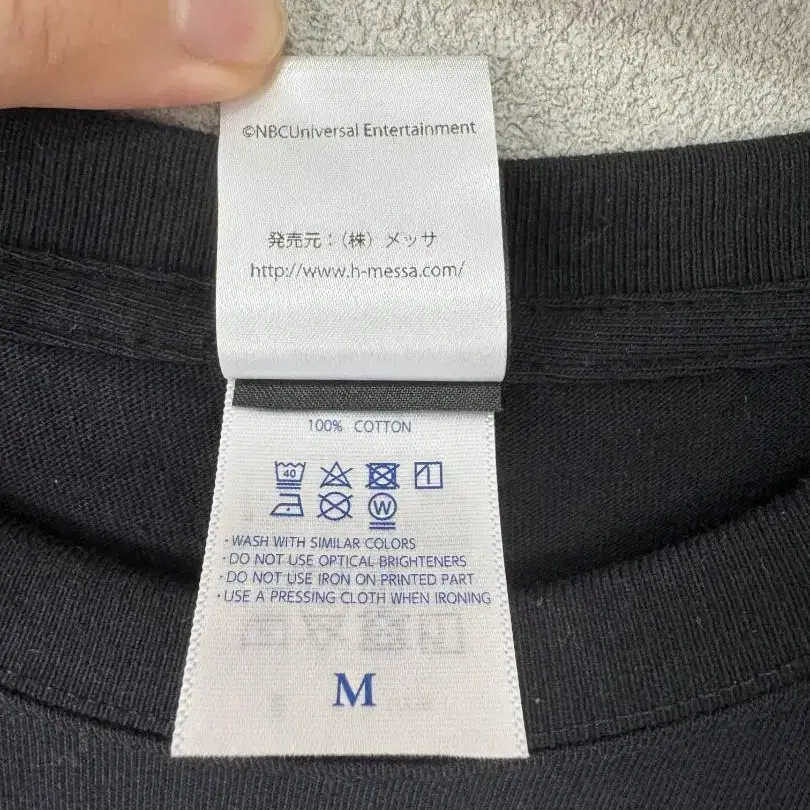 ©NBCUniversal Entertainment
発売元：（株）メッサ
http://www.h-messa.com/
100% COTTON
40
W
・WASH WITH SIMILAR COLORS
・DO NOT USE OPTICAL BRIGHTENERS
・DO NOT USE IRON ON PRINTED PART
・USE A PRESSING CLOTH WHEN IRONING
M